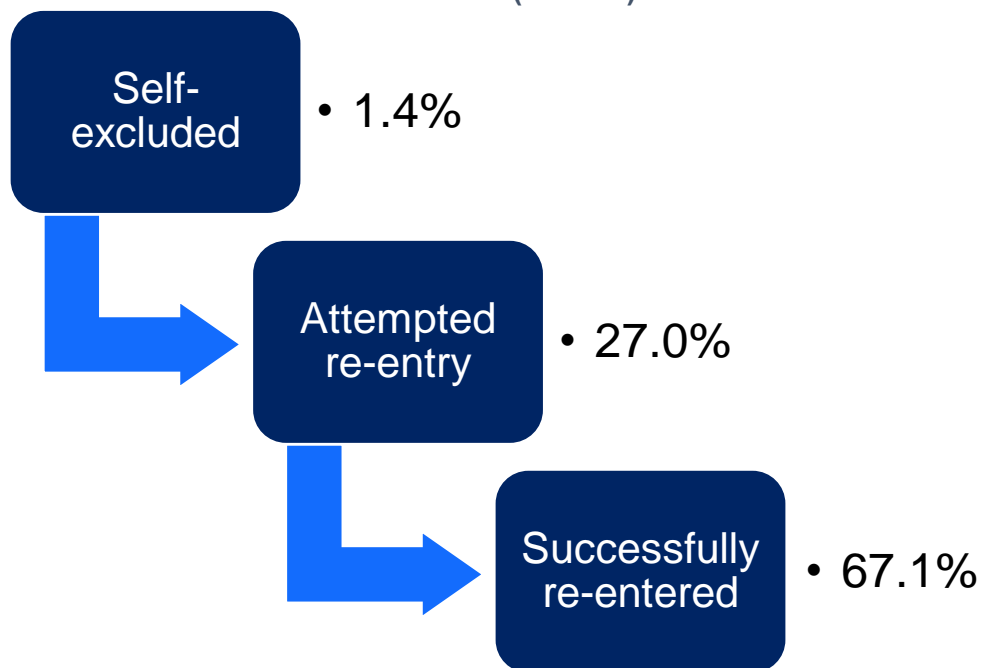 Self-
excluded
• 1.4%
Attempted
re-entry
• 27.0%
Successfully
re-entered
• 67.1%